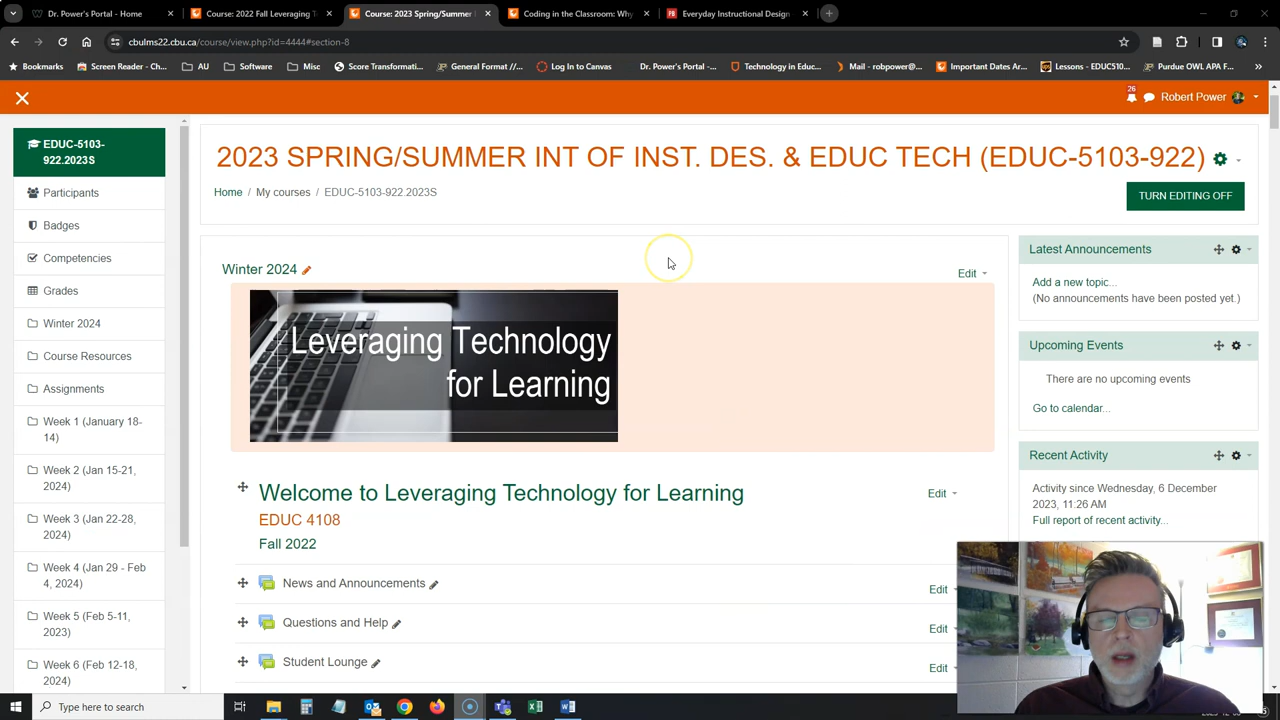 Dr. Power's Portal - Home
Course: 2022 Fall Leveraging T
Course: 2023 Spring/Summer I
Coding in the Classroom: Why
Everyday Instructional Design
cbulms22.cbu.ca/course/view.php?id=4444#section-8
Bookmarks
Screen Reader - Ch...
AU
Software
Misc
Score Transformati...
General Format //...
Log In to Canvas
Dr. Power's Portal -...
Technology in Educ...
Mail - robpower@...
Important Dates Ar...
Lessons - EDUC510...
Purdue OWL APA F...
26
Robert Power
EDUC-5103-
922.2023S
Participants
Badges
Competencies
Grades
Winter 2024
Course Resources
Assignments
Week 1 (January 18-
14)
Week 2 (Jan 15-21,
2024)
Week 3 (Jan 22-28,
2024)
Week 4 (Jan 29 - Feb
4, 2024)
Week 5 (Feb 5-11,
2023)
Week 6 (Feb 12-18,
2024)
2023 SPRING/SUMMER INT OF INST. DES. & EDUC TECH (EDUC-5103-922)
Home / My courses / EDUC-5103-922.2023S
TURN EDITING OFF
Winter 2024
Edit
Leveraging Technology
for Learning
Welcome to Leveraging Technology for Learning
Edit
EDUC 4108
Fall 2022
News and Announcements
Edit
Questions and Help
Edit
Student Lounge
Edit
Latest Announcements
Add a new topic...
(No announcements have been posted yet.)
Upcoming Events
There are no upcoming events
Go to calendar...
Recent Activity
Activity since Wednesday, 6 December
2023, 11:26 AM
Full report of recent activity...
Type here to search